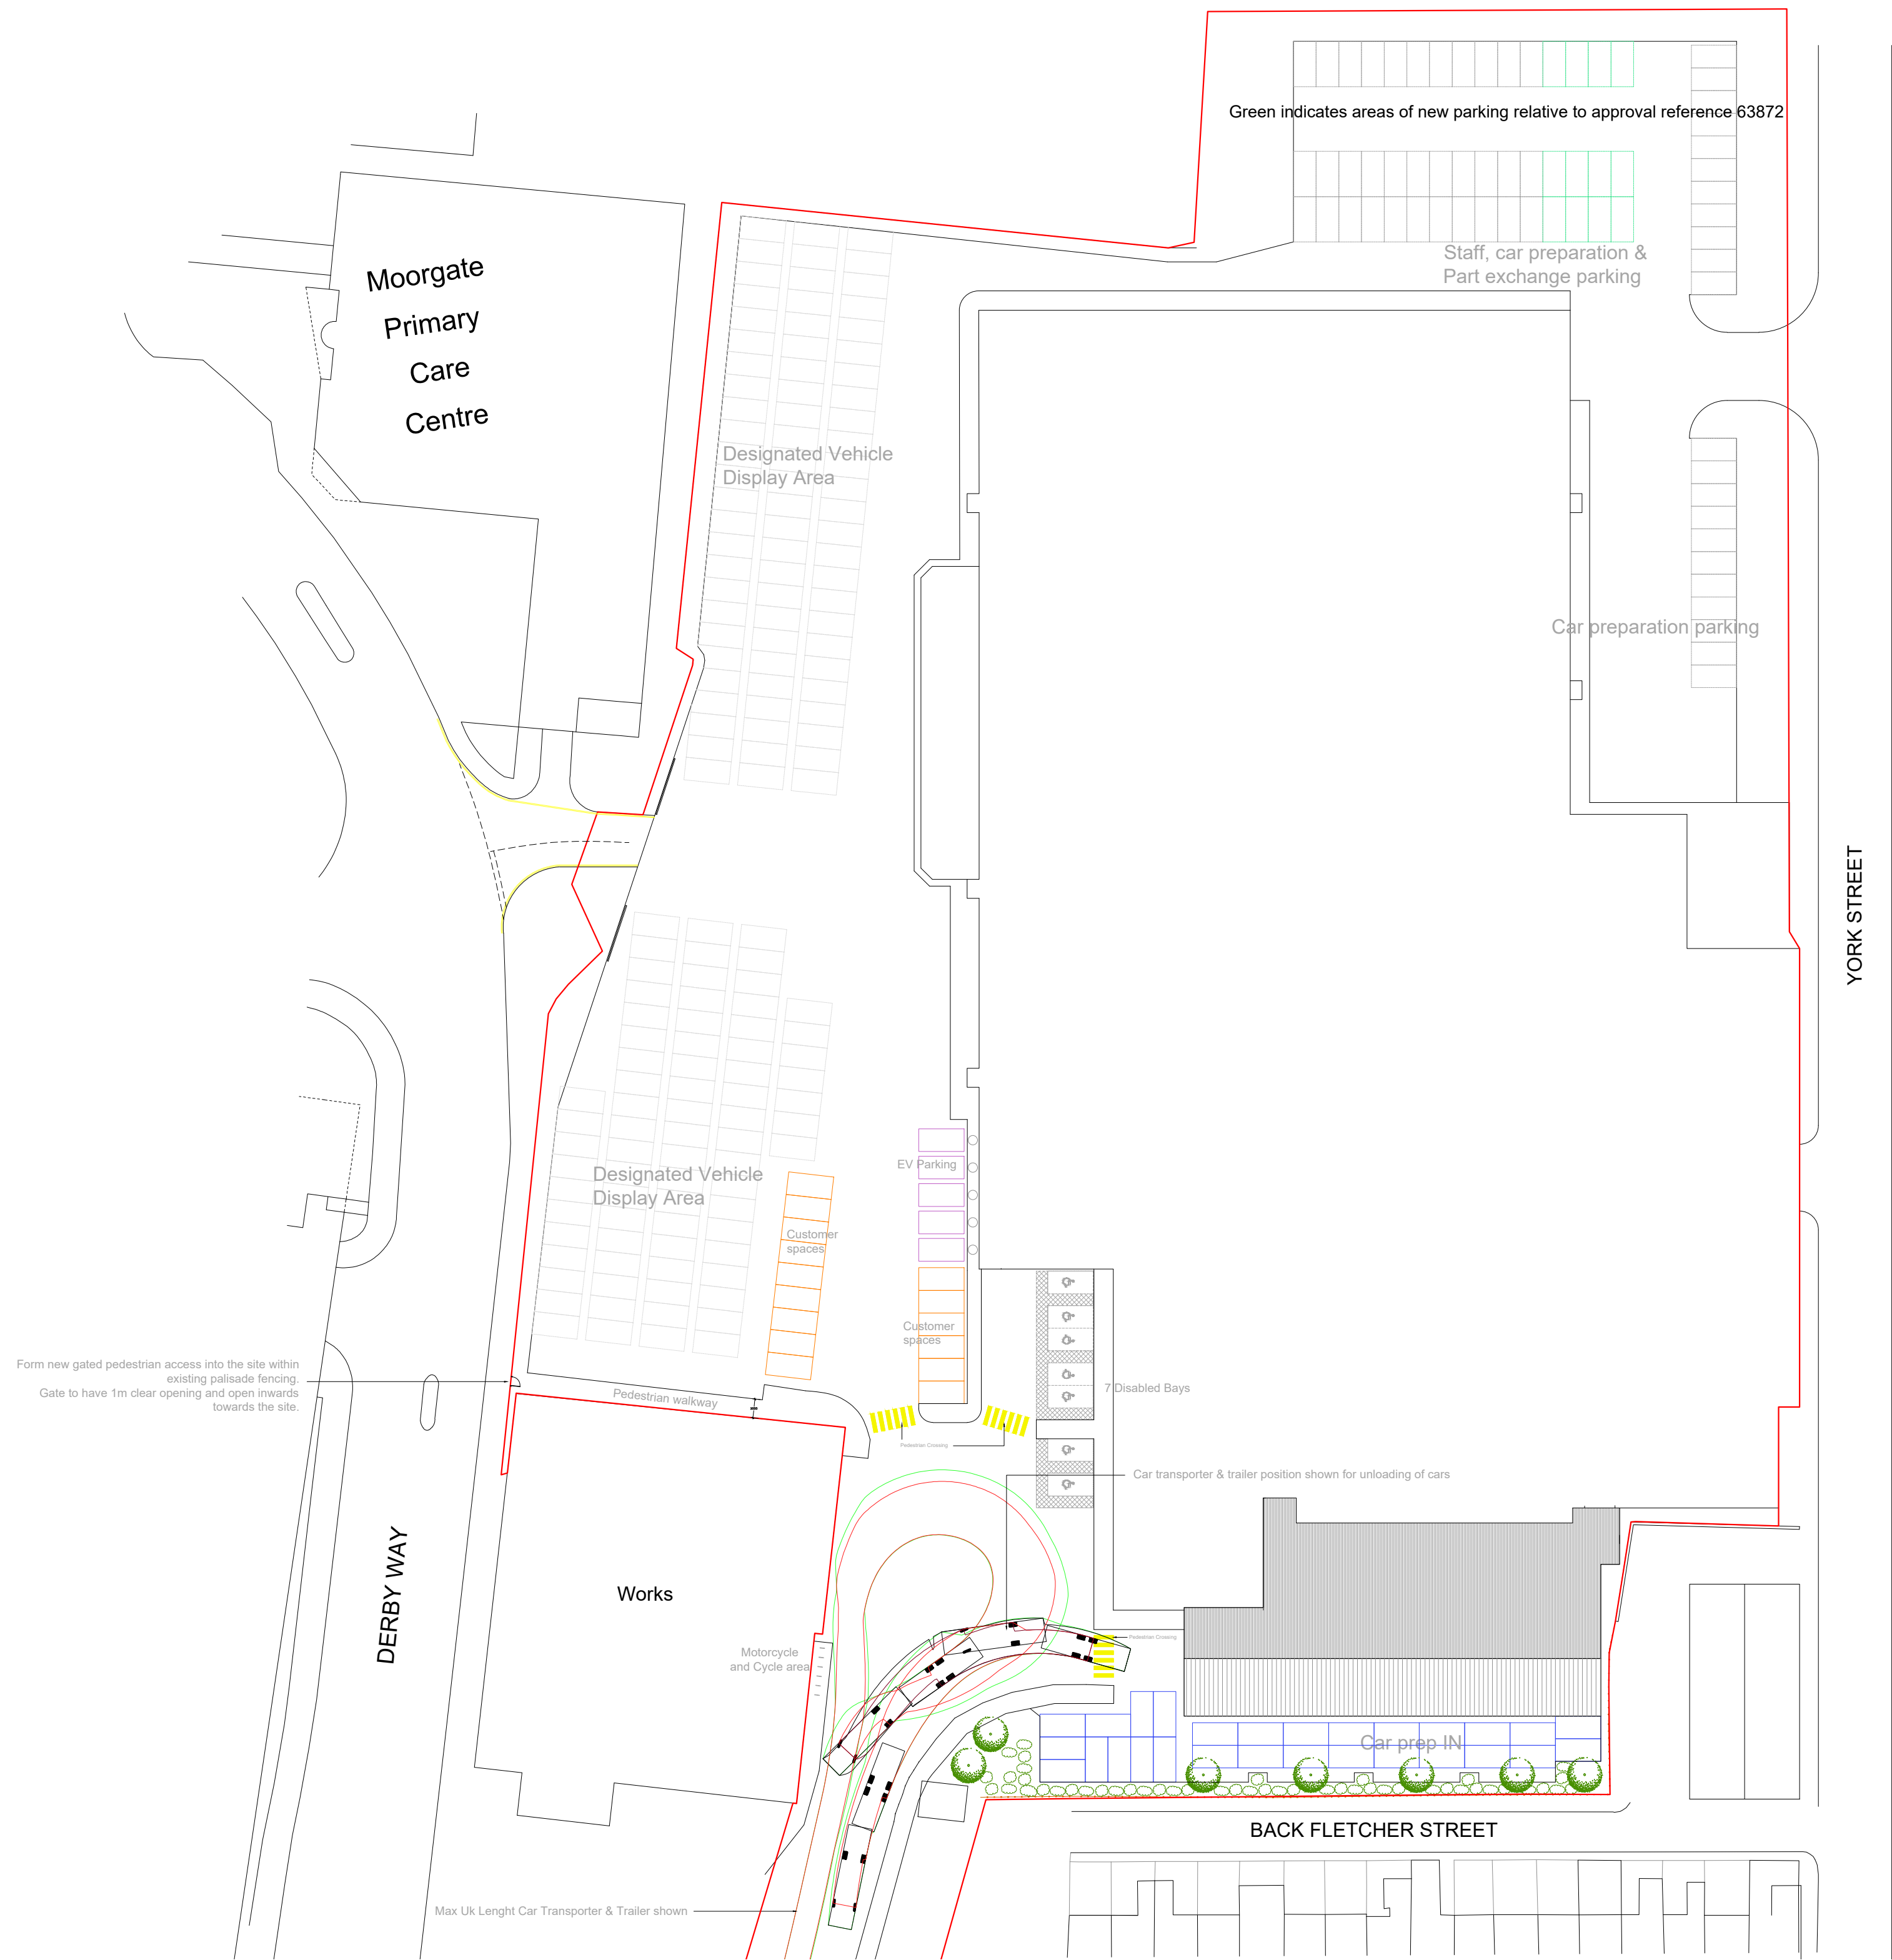 Green indicates areas of new parking relative to approval reference 63872
Staff, car preparation &
Part exchange parking
Moorgate
Primary
Care
Centre
Designated Vehicle
Display Area
Car preparation parking
YORK STREET
EV Parking
Designated Vehicle
Display Area
Customer
spaces
Customer
spaces
Form new gated pedestrian access into the site within
existing palisade fencing.
Gate to have 1m clear opening and open inwards
towards the site.
Pedestrian walkway
7 Disabled Bays
Pedestrian Crossing
Car transporter & trailer position shown for unloading of cars
DERBY WAY
Works
Motorcycle
and Cycle area
Pedestrian Crossing
Car prep IN
BACK FLETCHER STREET
Max Uk Lenght Car Transporter & Trailer shown